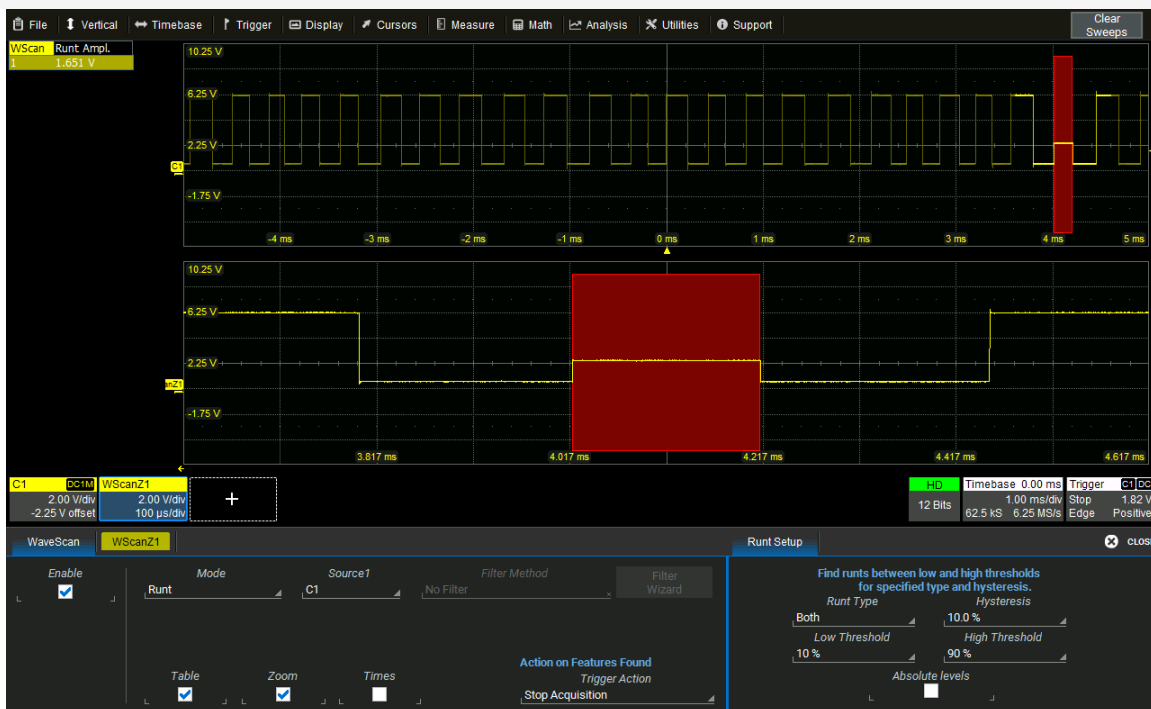 File Vertical Timebase Trigger Display Cursors Measure Math Analysis Utilities Support Clear Sweeps
WScan Runt Ampl.
1 1.651 V
10.25 V
6.25 V
2.25 V
C1
-1.75 V
-4 ms -3 ms -2 ms -1 ms 0 ms 1 ms 2 ms 3 ms 4 ms 5 ms
10.25 V
6.25 V
2.25 V
anZ1
-1.75 V
3.817 ms 4.017 ms 4.217 ms 4.417 ms 4.617 ms
C1 DC1M WScanZ1 HD Timebase 0.00 ms Trigger C1 DC
2.00 V/div 2.00 V/div + 12 Bits 1.00 ms/div Stop 1.82 V
-2.25 V offset 100 µs/div 62.5 kS 6.25 MS/s Edge Positive
WaveScan WScanZ1 Runt Setup CLOS
Enable Mode Source1 Filter Method Filter Wizard
Runt C1 No Filter
Find runts between low and high thresholds
for specified type and hysteresis.
Runt Type Hysteresis
Both 10.0 %
Low Threshold High Threshold
10 % 90 %
Absolute levels
Action on Features Found
Table Zoom Times Trigger Action
Stop Acquisition